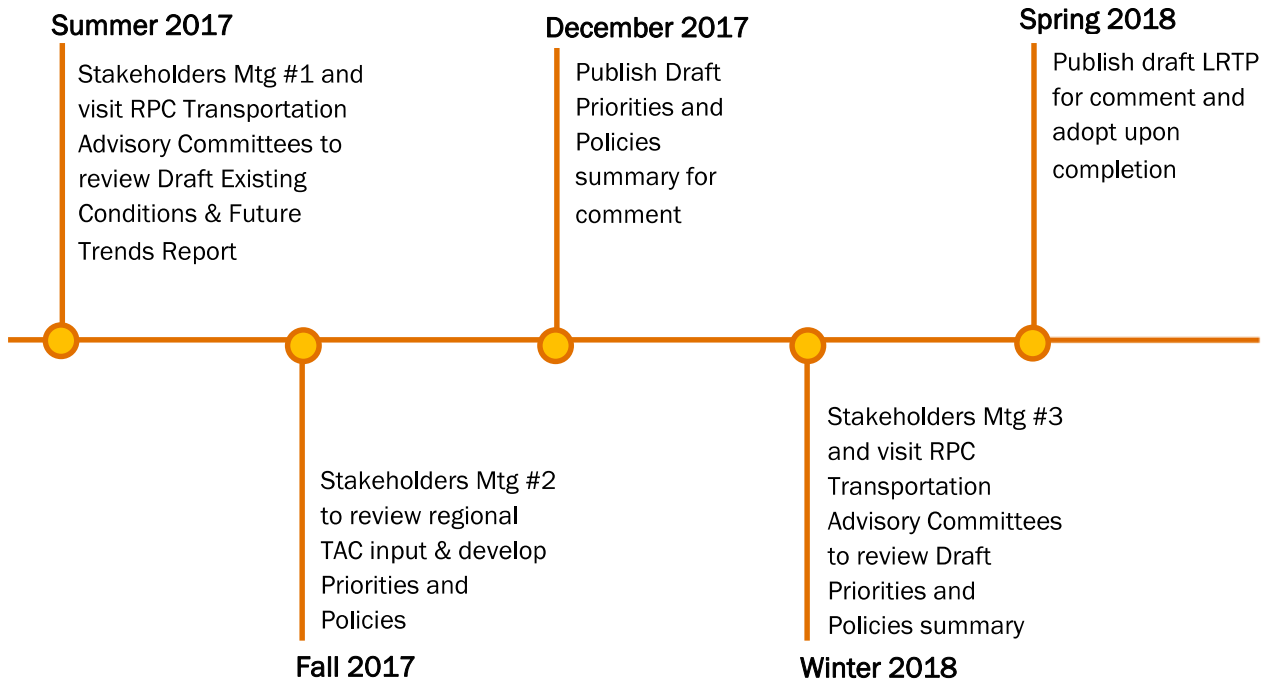 Summer 2017
Stakeholders Mtg #1 and
visit RPC Transportation
Advisory Committees to
review Draft Existing
Conditions & Future
Trends Report
December 2017
Publish Draft
Priorities and
Policies
summary for
comment
Spring 2018
Publish draft LRTP
for comment and
adopt upon
completion
Stakeholders Mtg #2
to review regional
TAC input & develop
Priorities and
Policies
Fall 2017
Stakeholders Mtg #3
and visit RPC
Transportation
Advisory Committees
to review Draft
Priorities and
Policies summary
Winter 2018